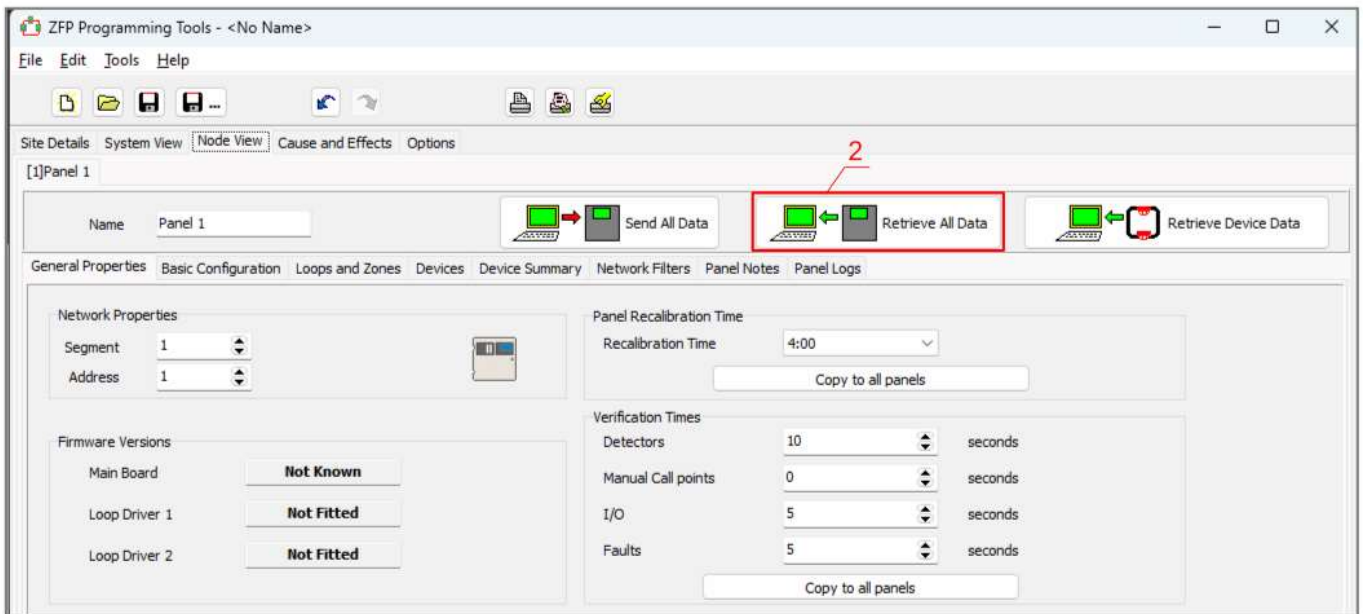 ZFP Programming Tools - <No Name>
File Edit Tools Help
...
Site Details System View Node View Cause and Effects Options
2
[1]Panel 1
Name Panel 1 Send All Data Retrieve All Data Retrieve Device Data
General Properties Basic Configuration Loops and Zones Devices Device Summary Network Filters Panel Notes Panel Logs
Network Properties
Segment 1
Address 1
Panel Recalibration Time
Recalibration Time 4:00
Copy to all panels
Firmware Versions
Main Board Not Known
Loop Driver 1 Not Fitted
Loop Driver 2 Not Fitted
Verification Times
Detectors 10 seconds
Manual Call points 0 seconds
I/O 5 seconds
Faults 5 seconds
Copy to all panels